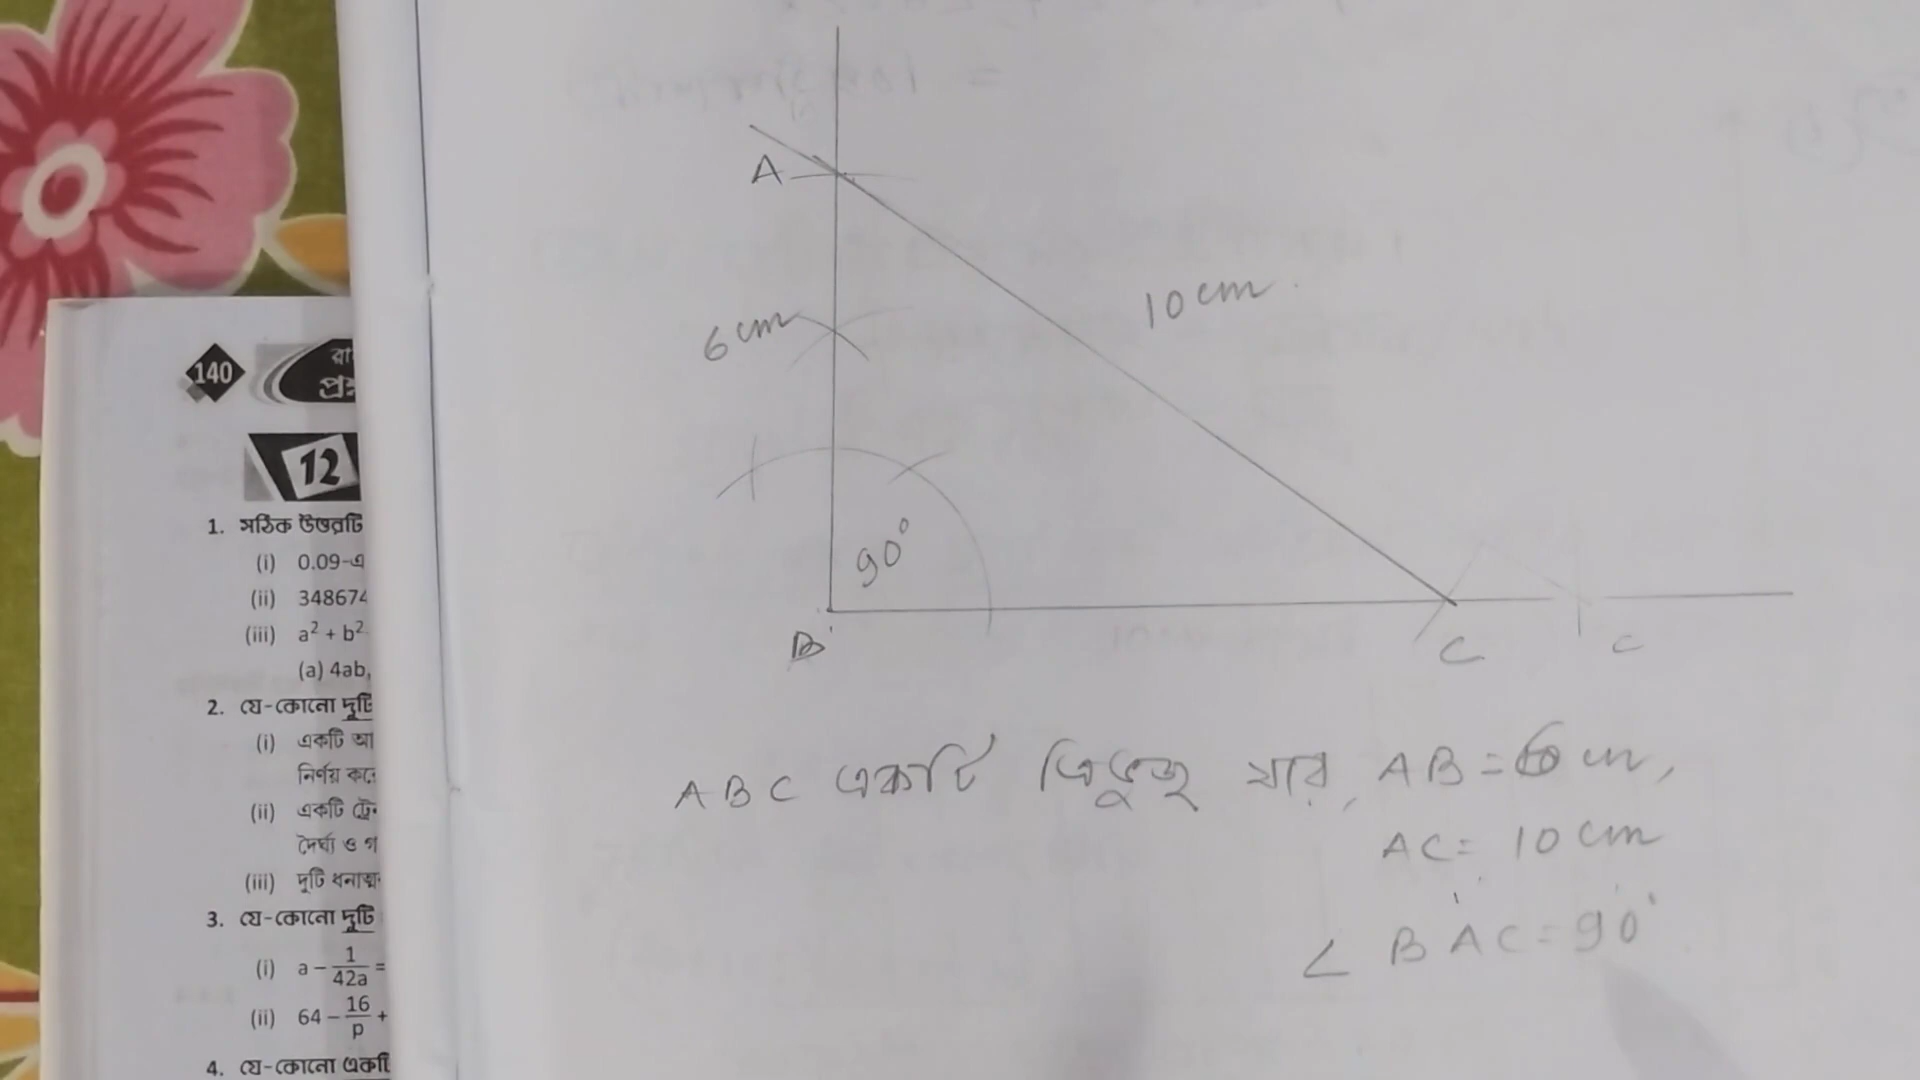 A
6 cm
10 cm
90°
B
C
C
ABC একটি ত্রিভুজ যার, AB = 6 cm,
AC = 10 cm
∠ BAC = 90°
140
রা
প্রশ্ন
12
1. সঠিক উত্তরটি
(i) 0.09-এ
(ii) 348674
(iii) a² + b²
(a) 4ab,
2. যে-কোনো দুটি
(i) একটি আ
নির্ণয় করে
(ii) একটি ট্রেন
দৈর্ঘ্য ও গ
(iii) দুটি ধনাত্ম
3. যে-কোনো দুটি
(i) a - 1/42a =
(ii) 64 - 16/p +
4. যে-কোনো একটি